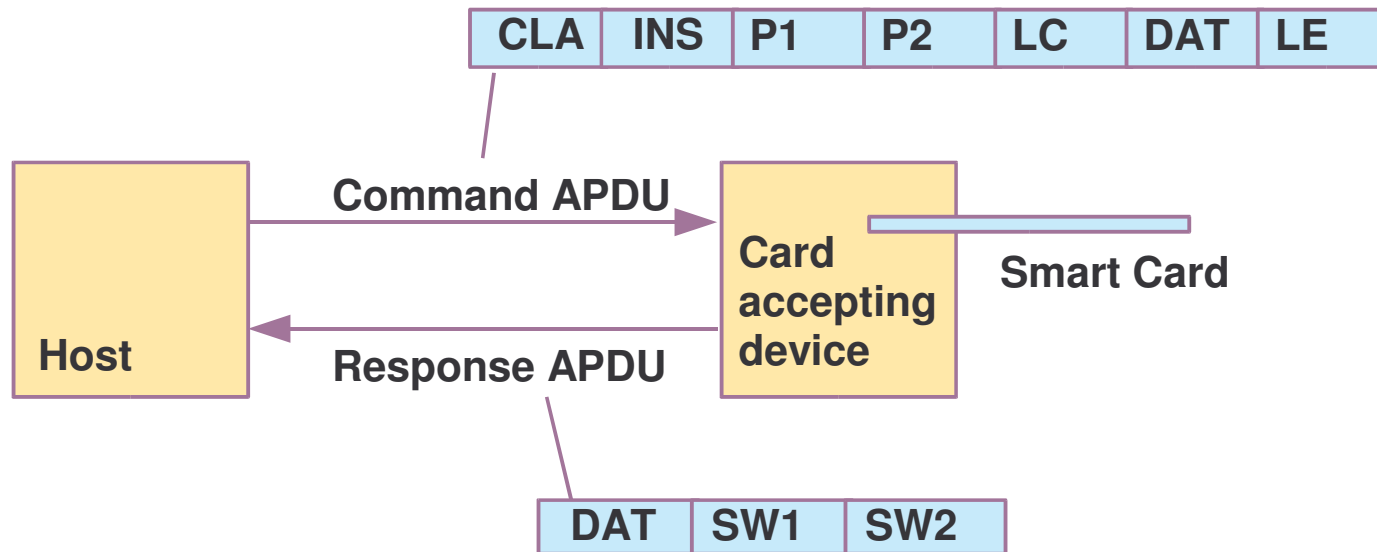 CLA INS P1 P2 LC DAT LE
Command APDU
Card
accepting
device
Smart Card
Host
Response APDU
DAT SW1 SW2